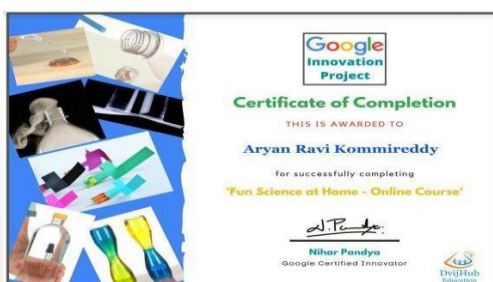 Google
Innovation
Project
Certificate of Completion
THIS IS AWARDED TO
Aryan Ravi Kommireddy
for successfully completing
'Fun Science at Home - Online Course'
N. Pandya
Nihar Pandya
Google Certified Innovator
DvijHub
Education